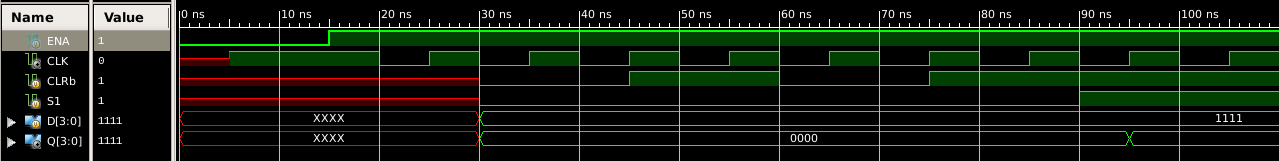 Name Value 0 ns 10 ns 20 ns 30 ns 40 ns 50 ns 60 ns 70 ns 80 ns 90 ns 100 ns
ENA 1
CLK 0
CLRb 1
S1 1
D[3:0] 1111 XXXX 1111
Q[3:0] 1111 XXXX 0000